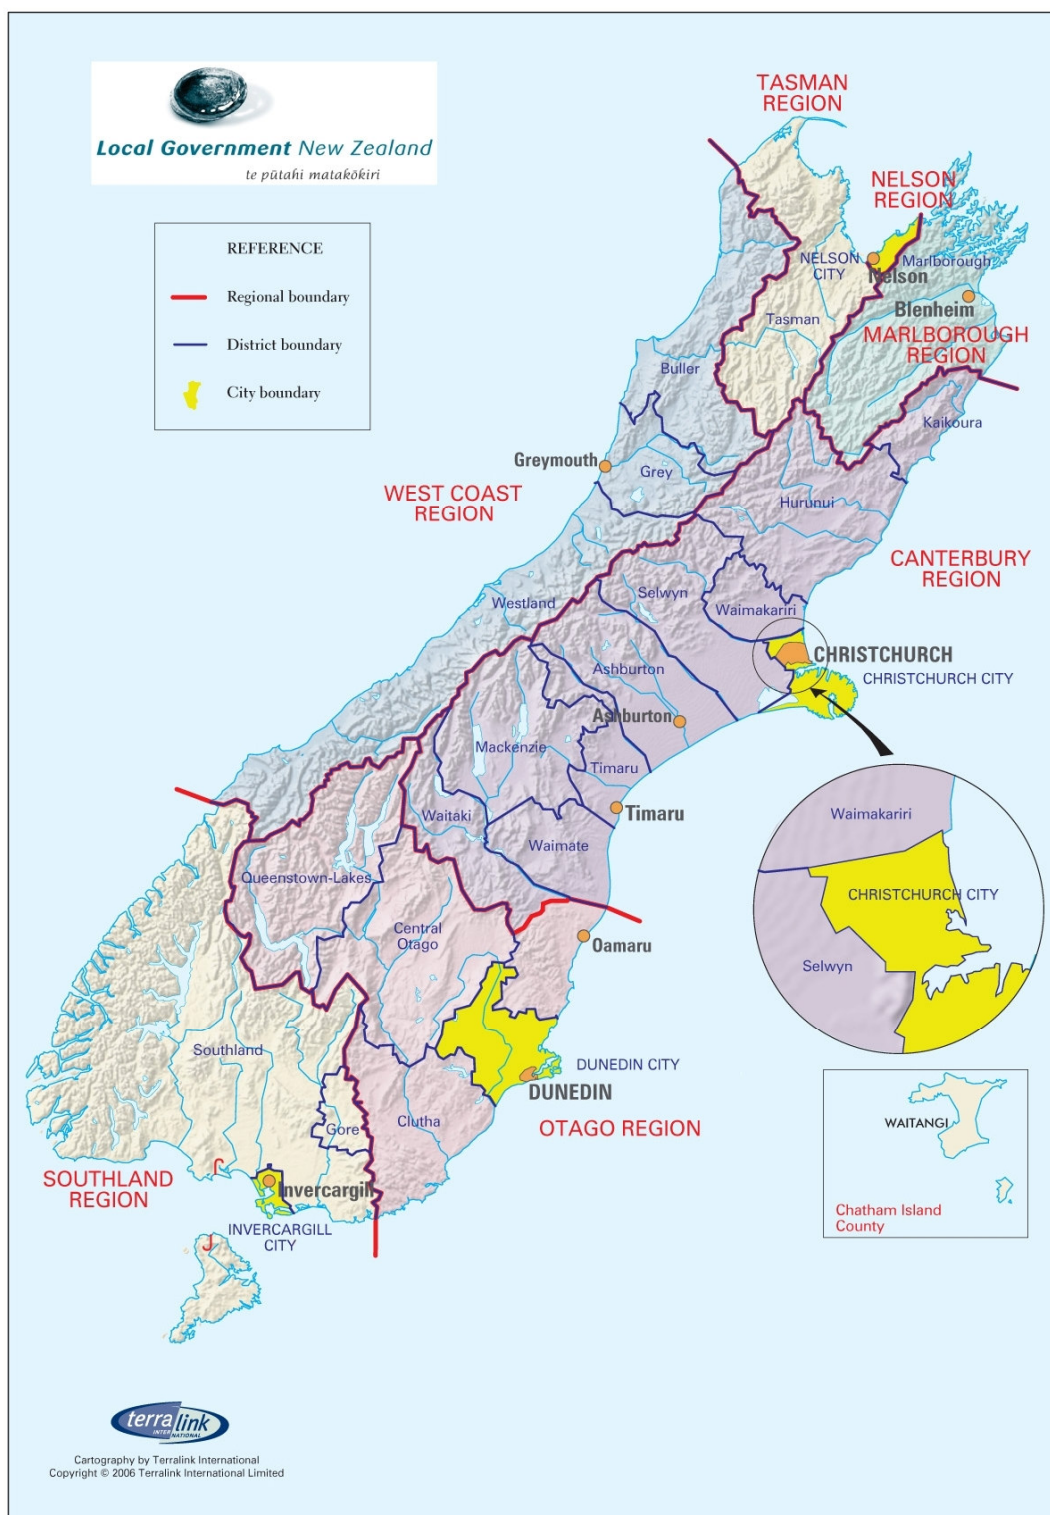 Local Government New Zealand
te pūtahi matakōkiri
REFERENCE
Regional boundary
District boundary
City boundary
TASMAN
REGION
NELSON
REGION
NELSON
CITY
Nelson
Marlborough
Blenheim
MARLBOROUGH
REGION
Tasman
Buller
Kaikoura
Greymouth
Grey
WEST COAST
REGION
Hurunui
CANTERBURY
REGION
Westland
Selwyn
Waimakariri
CHRISTCHURCH
CHRISTCHURCH CITY
Ashburton
Ashburton
Mackenzie
Timaru
Timaru
Waitaki
Waimate
Queenstown-Lakes
Central
Otago
Oamaru
Waimakariri
CHRISTCHURCH CITY
Selwyn
Southland
DUNEDIN CITY
DUNEDIN
OTAGO REGION
Clutha
Gore
SOUTHLAND
REGION
Invercargill
INVERCARGILL
CITY
WAITANGI
Chatham Island
County
terralink
INTERNATIONAL
Cartography by Terralink International
Copyright © 2006 Terralink International Limited